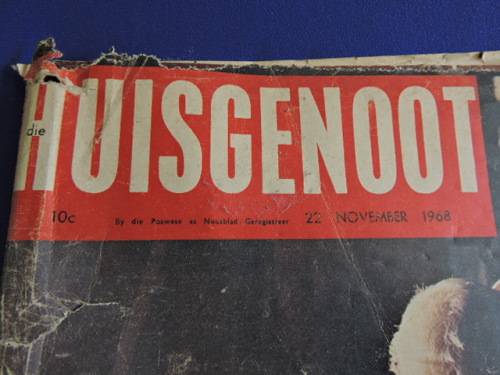 die
HUISGENOOT
10c By die Poswese as Nuusblad Geregistreer 22 NOVEMBER 1968